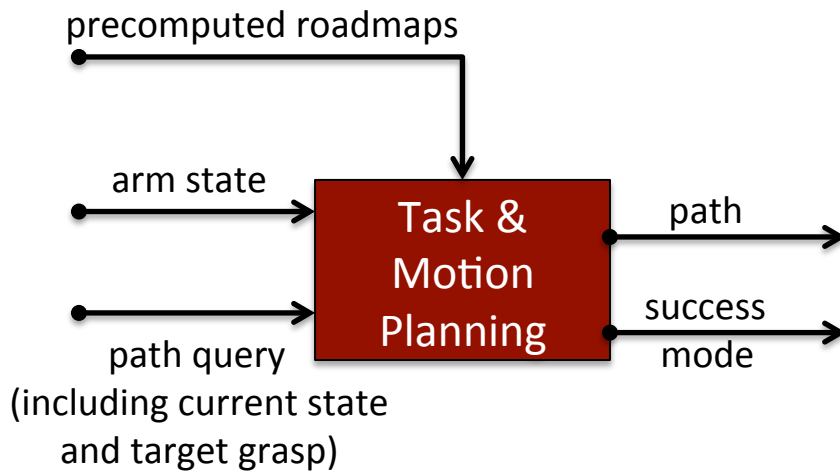 precomputed roadmaps
arm state
path query
(including current state
and target grasp)
Task &
Motion
Planning
path
success
mode